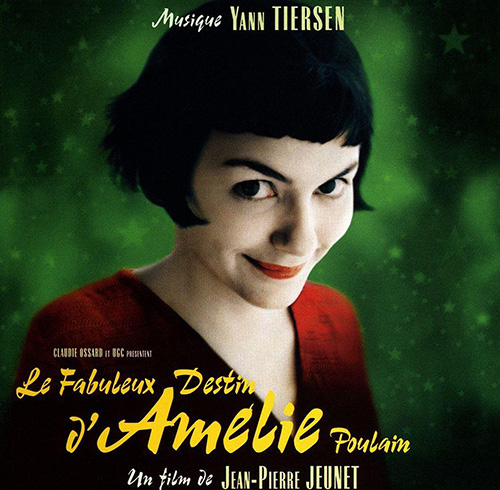 Musique YANN TIERSEN
CLAUDIE OSSARD ET UGC PRÉSENTENT
Le Fabuleux Destin
d'Amélie Poulain
Un film de JEAN-PIERRE JEUNET